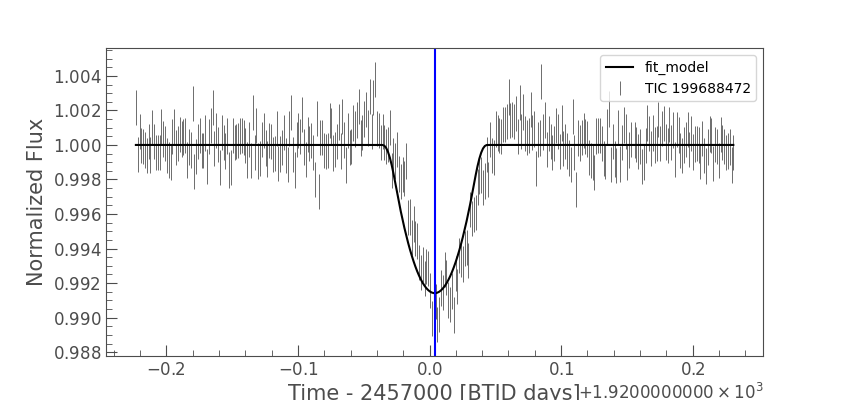 fit_model
TIC 199688472
1.004
1.002
1.000
0.998
0.996
0.994
0.992
0.990
0.988
Normalized Flux
−0.2
−0.1
0.0
0.1
0.2
Time - 2457000 [BTJD days]
+1.9200000000 × 10³